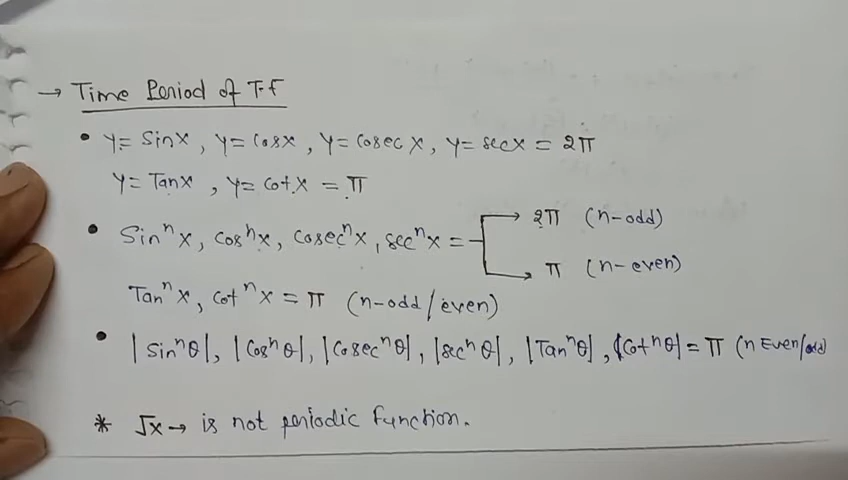 → Time Period of T.F
• y = Sinx, y = Cosx, y = Cosec x, y = secx = 2π
y = Tanx, y = Cotx = π
• Sinⁿx, cosⁿx, cosecⁿx, secⁿx = → 2π (n-odd)
→ π (n-even)
Tanⁿx, cotⁿx = π (n-odd/even)
• |Sinⁿθ|, |Cosⁿθ|, |Cosecⁿθ|, |secⁿθ|, |Tanⁿθ|, |Cotⁿθ| = π (n Even/odd)
* √x → is not periodic function.